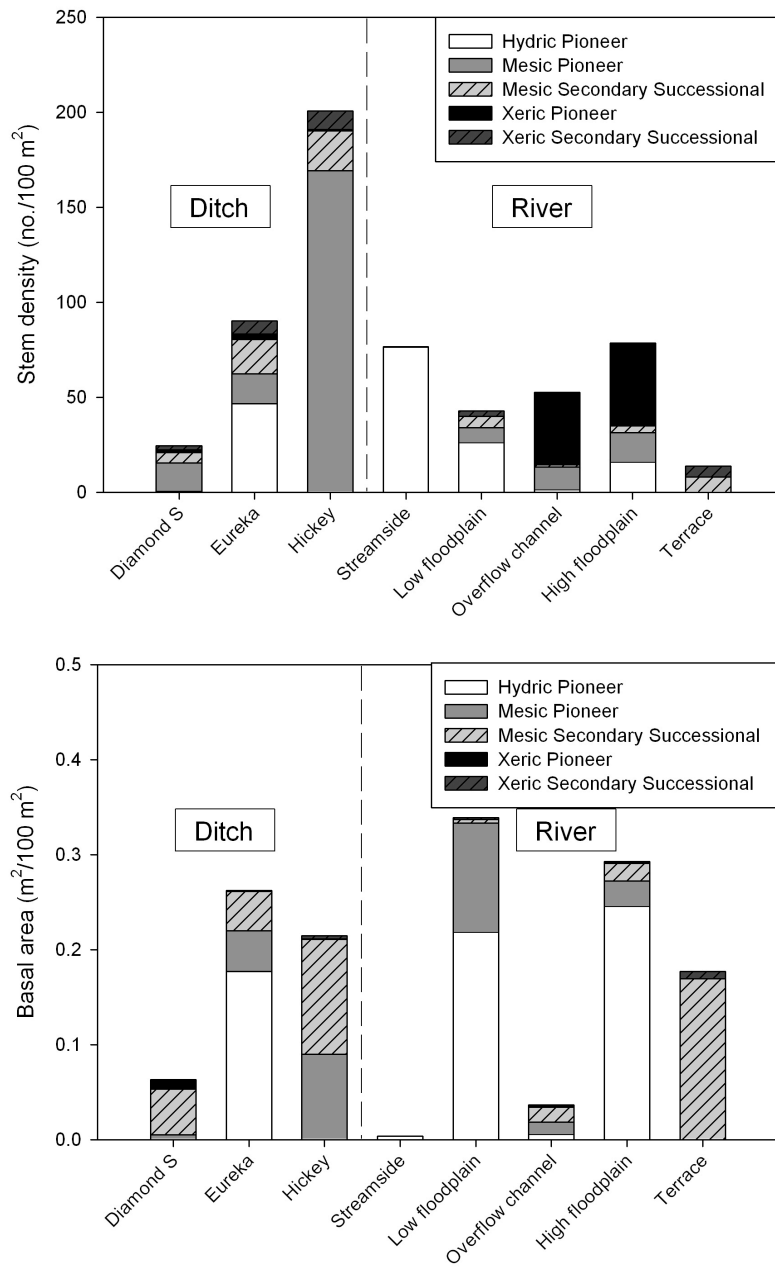 250
200
150
100
50
0
Stem density (no./100 m²)
Hydric Pioneer
Mesic Pioneer
Mesic Secondary Successional
Xeric Pioneer
Xeric Secondary Successional
Ditch
River
Diamond S
Eureka
Hickey
Streamside
Low floodplain
Overflow channel
High floodplain
Terrace
0.5
0.4
0.3
0.2
0.1
0.0
Basal area (m²/100 m²)
Hydric Pioneer
Mesic Pioneer
Mesic Secondary Successional
Xeric Pioneer
Xeric Secondary Successional
Ditch
River
Diamond S
Eureka
Hickey
Streamside
Low floodplain
Overflow channel
High floodplain
Terrace